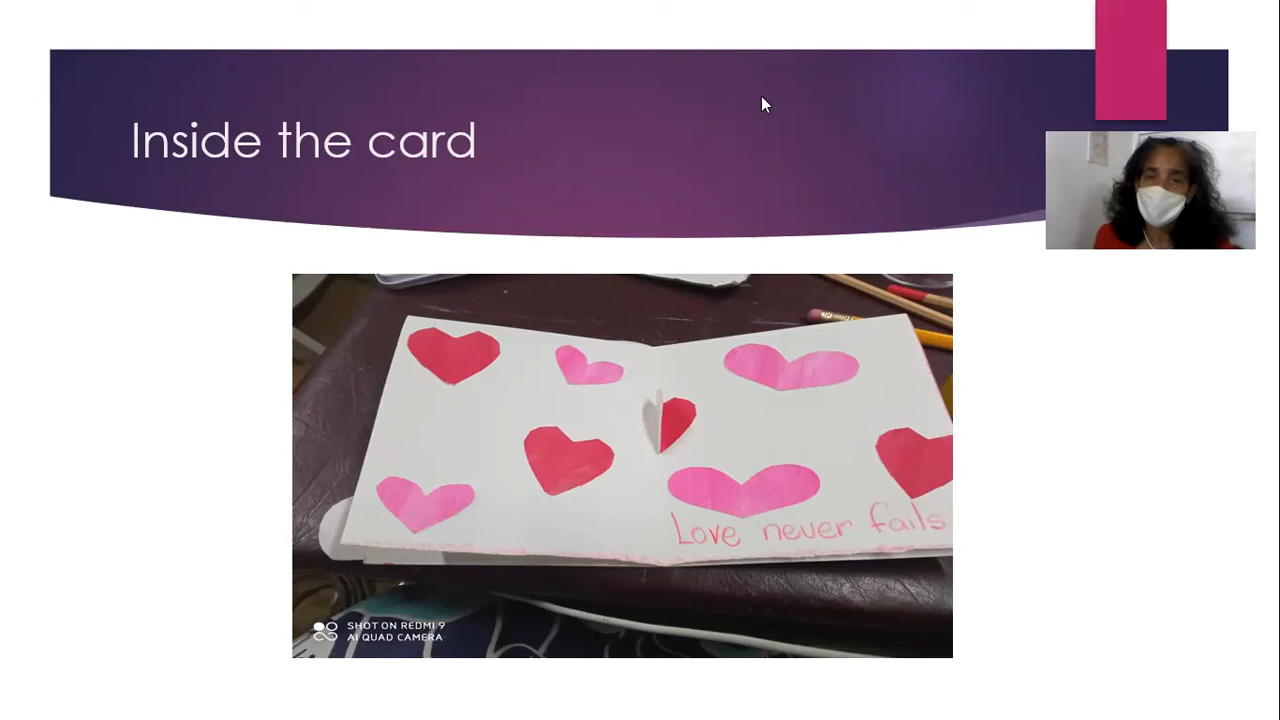 Inside the card
Love never fails
SHOT ON REDMI 9
AI QUAD CAMERA